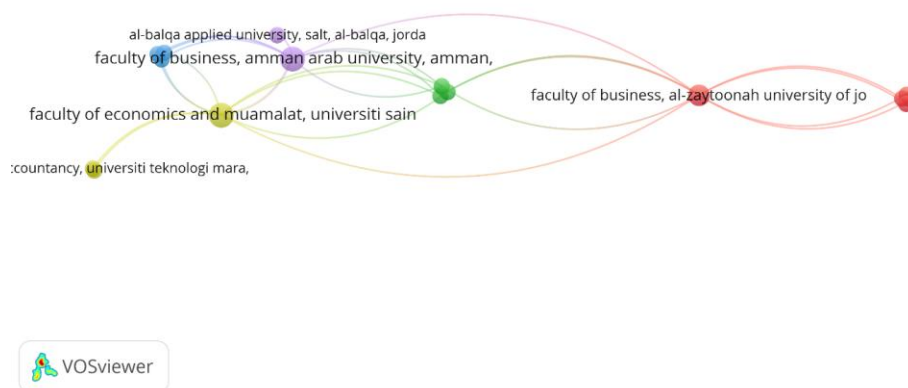 al-balqa applied university, salt, al-balqa, jorda
faculty of business, amman arab university, amman,
faculty of business, al-zaytoonah university of jo
faculty of economics and muamalat, universiti sain
ccountancy, universiti teknologi mara,
VOSviewer